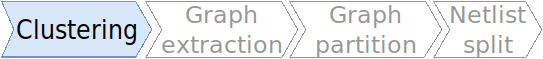 Clustering
Graph
extraction
Graph
partition
Netlist
split